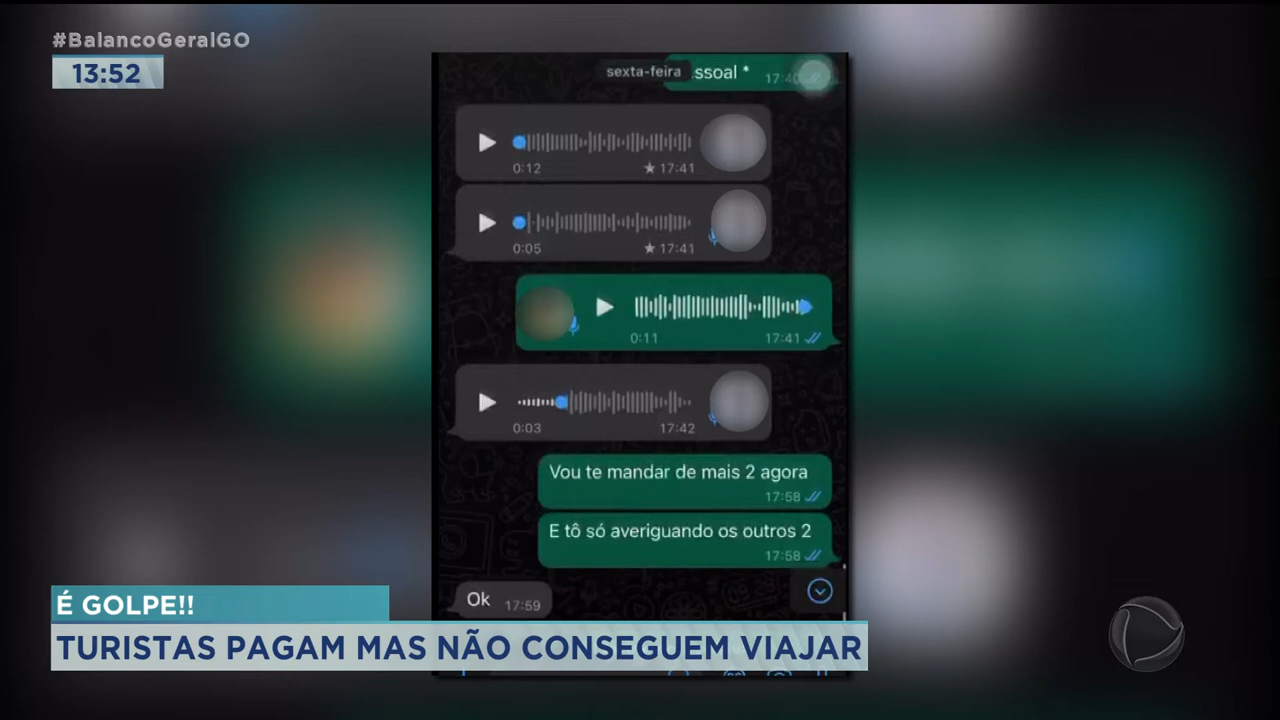 #BalancoGeralGO
13:52
sexta-feira
ssoal *
17:40
0:12
17:41
0:05
17:41
0:11
17:41
0:03
17:42
Vou te mandar de mais 2 agora
17:58
E tô só averiguando os outros 2
17:58
Ok
17:59
É GOLPE!!
TURISTAS PAGAM MAS NÃO CONSEGUEM VIAJAR